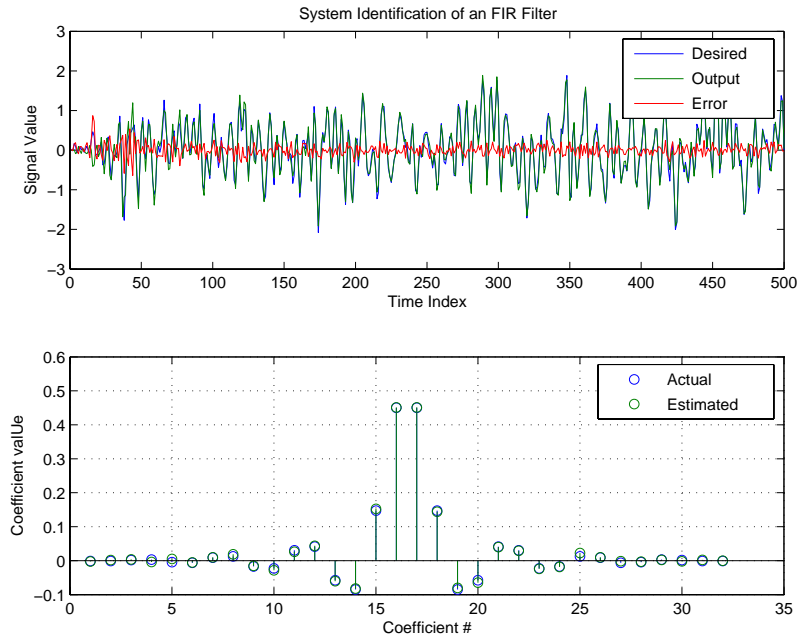 System Identification of an FIR Filter
3
2
1
0
−1
−2
−3
Signal Value
Desired
Output
Error
0 50 100 150 200 250 300 350 400 450 500
Time Index
0.6
0.5
0.4
0.3
0.2
0.1
0
−0.1
Coefficient valUe
Actual
Estimated
0 5 10 15 20 25 30 35
Coefficient #